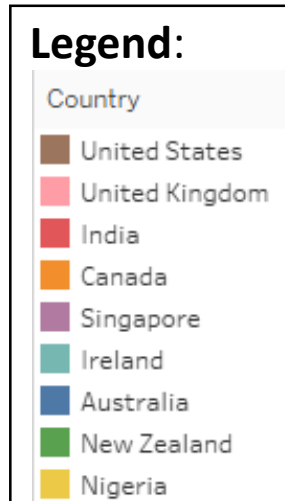 Legend:
Country
United States
United Kingdom
India
Canada
Singapore
Ireland
Australia
New Zealand
Nigeria